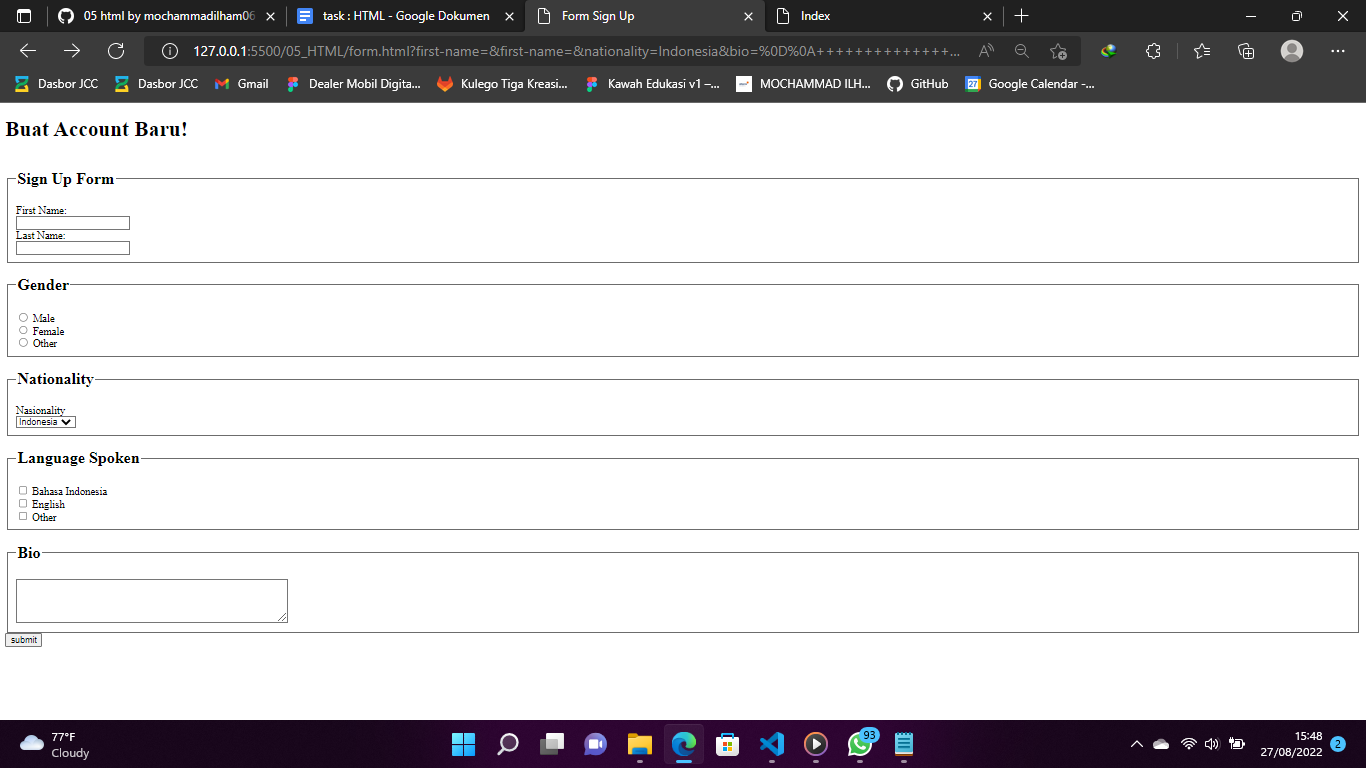 05 html by mochammadilham06
task : HTML - Google Dokumen
Form Sign Up
Index
127.0.0.1:5500/05_HTML/form.html?first-name=&first-name=&nationality=Indonesia&bio=%0D%0A++++++++++++++...
Dasbor JCC
Dasbor JCC
Gmail
Dealer Mobil Digita...
Kulego Tiga Kreasi...
Kawah Edukasi v1 –...
MOCHAMMAD ILH...
GitHub
27
Google Calendar -...
Buat Account Baru!
Sign Up Form
First Name:
Last Name:
Gender
Male
Female
Other
Nationality
Nasionality
Indonesia
Language Spoken
Bahasa Indonesia
English
Other
Bio
submit
77°F
Cloudy
93
15:48
27/08/2022
2